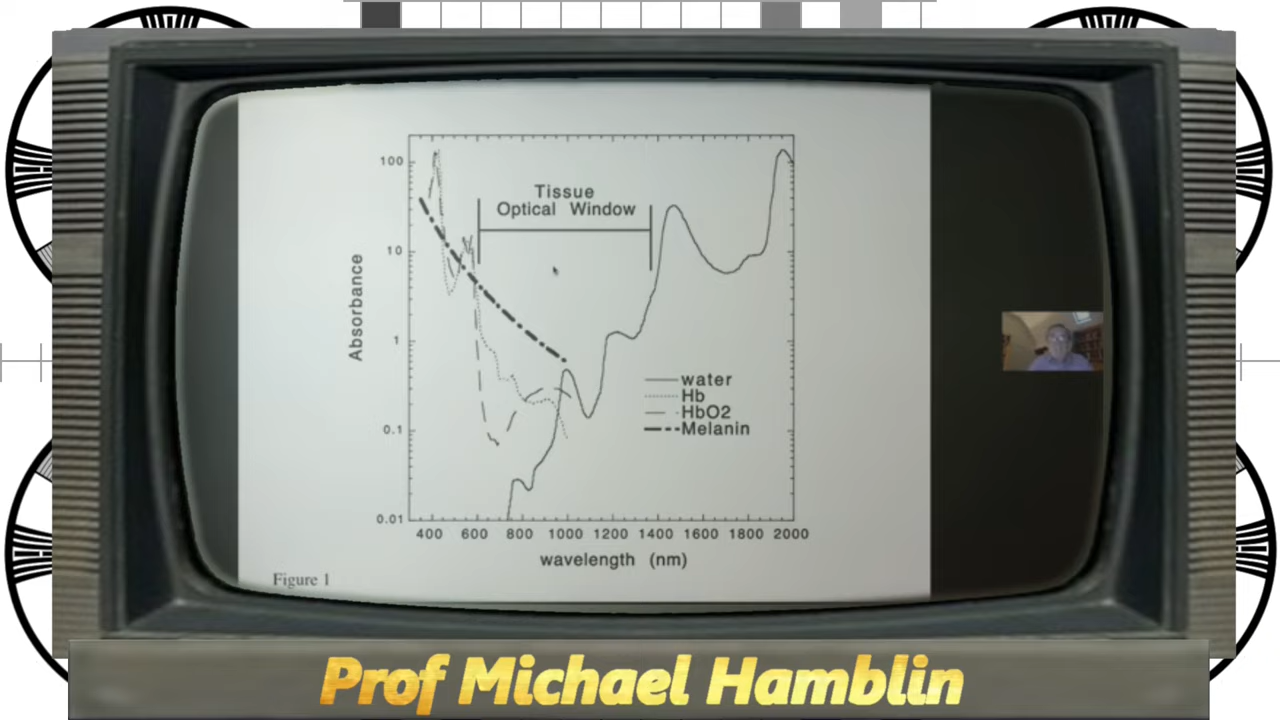 Tissue
Optical Window
Absorbance
100
10
1
0.1
0.01
water
Hb
HbO2
Melanin
400 600 800 1000 1200 1400 1600 1800 2000
wavelength (nm)
Figure 1
Prof Michael Hamblin